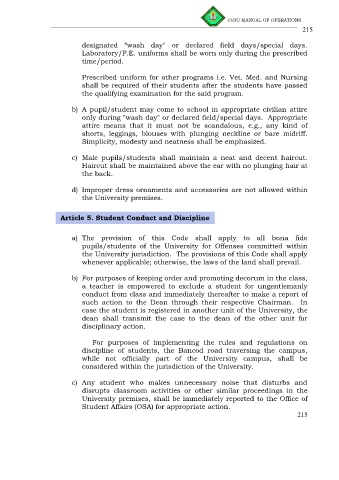 CvSU MANUAL OF OPERATIONS
215
designated "wash day" or declared field days/special days.
Laboratory/P.E. uniforms shall be worn only during the prescribed
time/period.
Prescribed uniform for other programs i.e. Vet. Med. and Nursing
shall be required of their students after the students have passed
the qualifying examination for the said program.
b) A pupil/student may come to school in appropriate civilian attire
only during "wash day" or declared field/special days. Appropriate
attire means that it must not be scandalous, e.g., any kind of
shorts, leggings, blouses with plunging neckline or bare midriff.
Simplicity, modesty and neatness shall be emphasized.
c) Male pupils/students shall maintain a neat and decent haircut.
Haircut shall be maintained above the ear with no plunging hair at
the back.
d) Improper dress ornaments and accessories are not allowed within
the University premises.
Article 5. Student Conduct and Discipline
a) The provision of this Code shall apply to all bona fide
pupils/students of the University for Offenses committed within
the University jurisdiction. The provisions of this Code shall apply
whenever applicable; otherwise, the laws of the land shall prevail.
b) For purposes of keeping order and promoting decorum in the class,
a teacher is empowered to exclude a student for ungentlemanly
conduct from class and immediately thereafter to make a report of
such action to the Dean through their respective Chairman. In
case the student is registered in another unit of the University, the
dean shall transmit the case to the dean of the other unit for
disciplinary action.
For purposes of implementing the rules and regulations on
discipline of students, the Bancod road traversing the campus,
while not officially part of the University campus, shall be
considered within the jurisdiction of the University.
c) Any student who makes unnecessary noise that disturbs and
disrupts classroom activities or other similar proceedings in the
University premises, shall be immediately reported to the Office of
Student Affairs (OSA) for appropriate action.
215